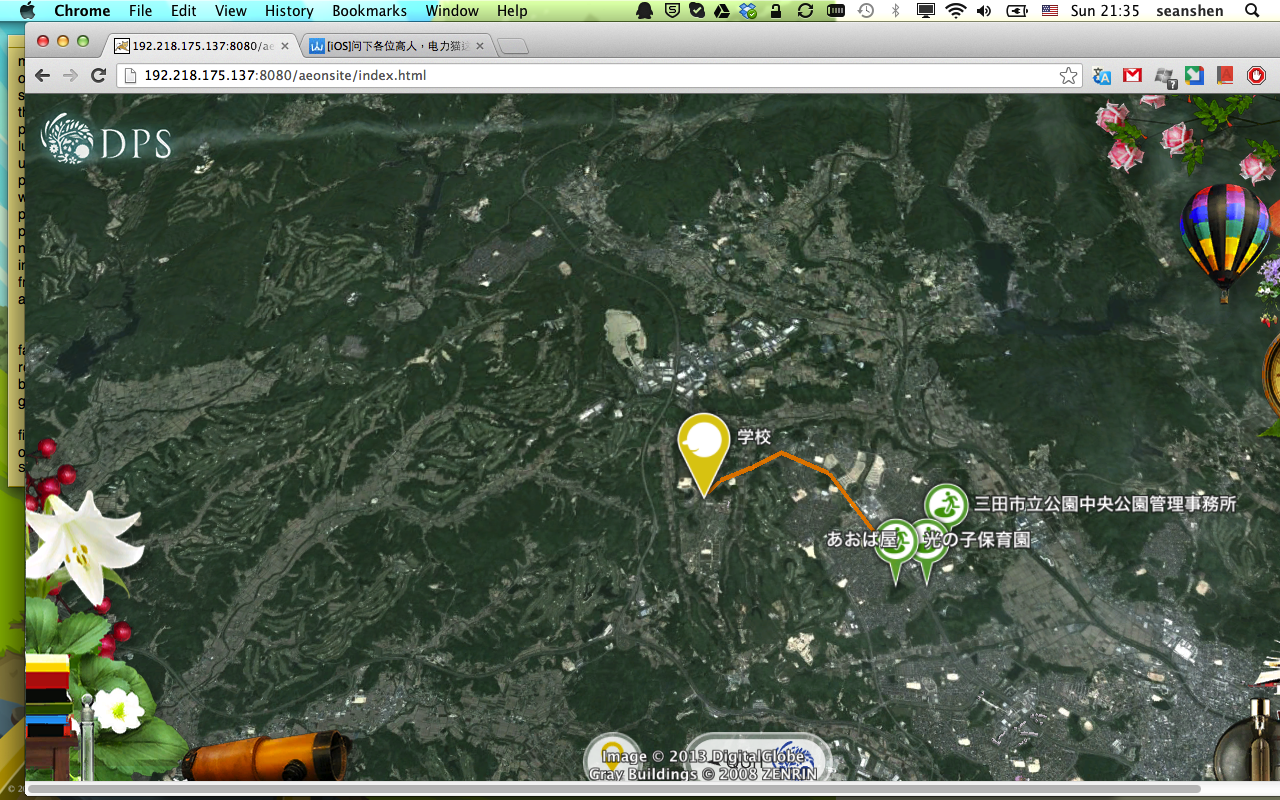 Chrome File Edit View History Bookmarks Window Help Sun 21:35 seanshen
192.218.175.137:8080/ae [iOS]问下各位高人，电力猫
192.218.175.137:8080/aeonsite/index.html
DPS
学校
三田市立公園中央公園管理事務所
あおば屋 光の子保育園
Image © 2013 DigitalGlobe
Gray Buildings © 2008 ZENRIN